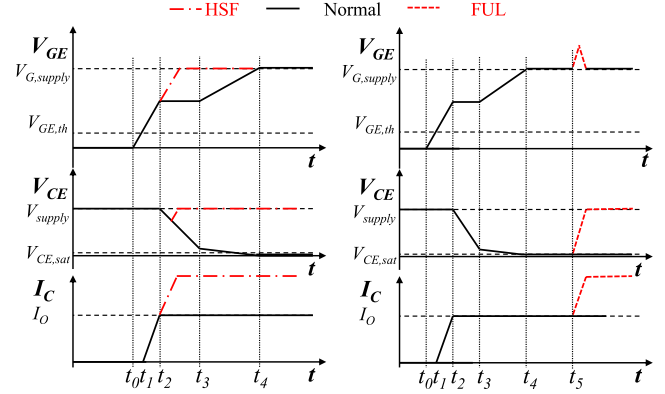 HSF Normal FUL
V_GE V_GE
V_G,supply V_G,supply
V_GE,th V_GE,th
t t
V_CE V_CE
V_supply V_supply
V_CE,sat V_CE,sat
I_C I_C
I_O I_O
t_0 t_1 t_2 t_3 t_4 t t_0 t_1 t_2 t_3 t_4 t_5 t